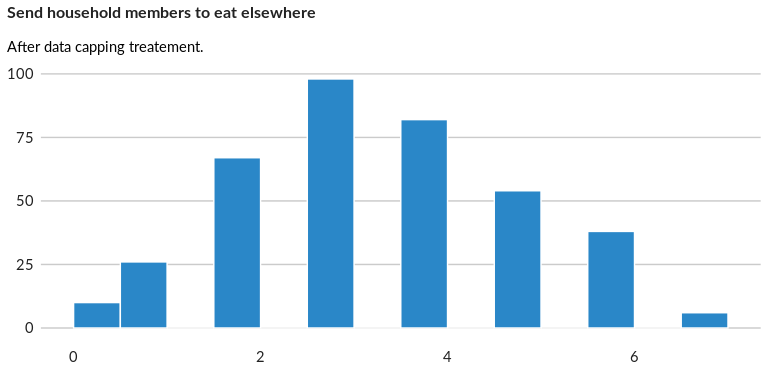 Send household members to eat elsewhere
After data capping treatement.
100
75
50
25
0
0 2 4 6